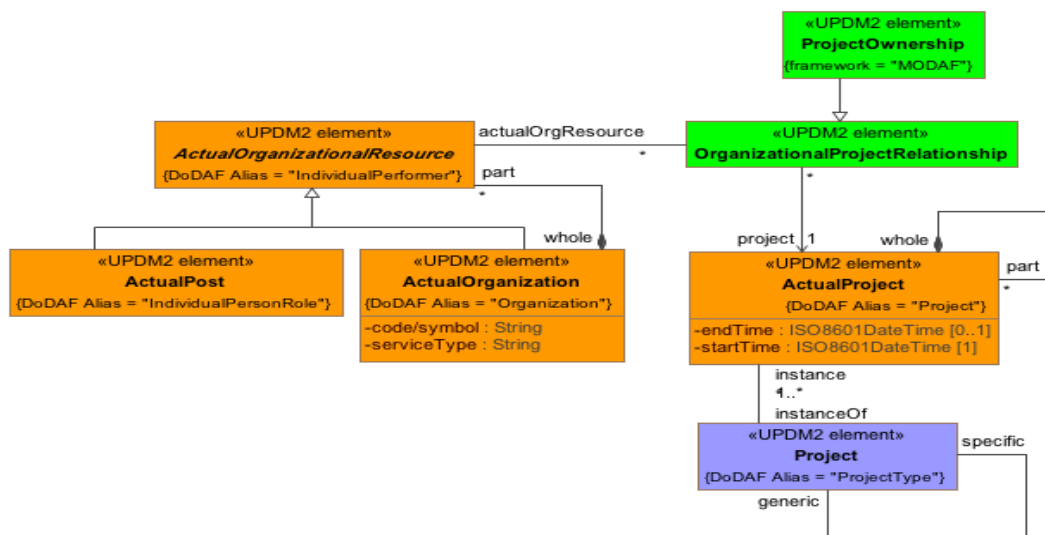 «UPDM2 element»
ProjectOwnership
{framework = "MODAF"}
«UPDM2 element»
ActualOrganizationalResource
{DoDAF Alias = "IndividualPerformer"}
actualOrgResource
*
«UPDM2 element»
OrganizationalProjectRelationship
part
*
whole
*
project
1
whole
«UPDM2 element»
ActualPost
{DoDAF Alias = "IndividualPersonRole"}
«UPDM2 element»
ActualOrganization
{DoDAF Alias = "Organization"}
-code/symbol : String
-serviceType : String
«UPDM2 element»
ActualProject
{DoDAF Alias = "Project"}
-endTime : ISO8601DateTime [0..1]
-startTime : ISO8601DateTime [1]
part
*
instance
instanceOf
«UPDM2 element»
Project
{DoDAF Alias = "ProjectType"}
specific
generic